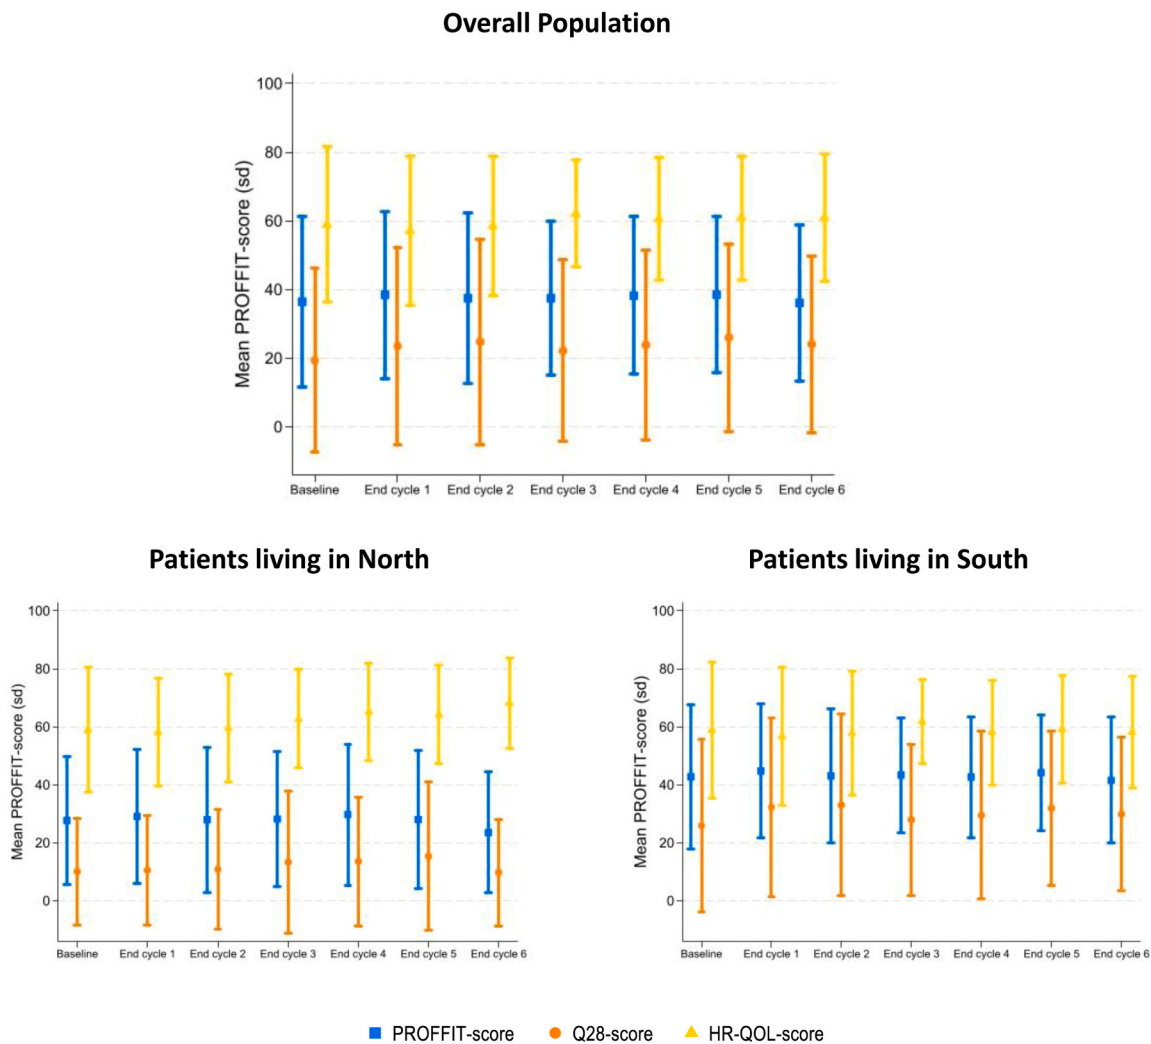 Overall Population
Mean PROFFIT-score (sd)
100
80
60
40
20
0
Baseline End cycle 1 End cycle 2 End cycle 3 End cycle 4 End cycle 5 End cycle 6
Patients living in North
Mean PROFFIT-score (sd)
100
80
60
40
20
0
Baseline End cycle 1 End cycle 2 End cycle 3 End cycle 4 End cycle 5 End cycle 6
Patients living in South
Mean PROFFIT-score (sd)
100
80
60
40
20
0
Baseline End cycle 1 End cycle 2 End cycle 3 End cycle 4 End cycle 5 End cycle 6
PROFFIT-score Q28-score HR-QOL-score